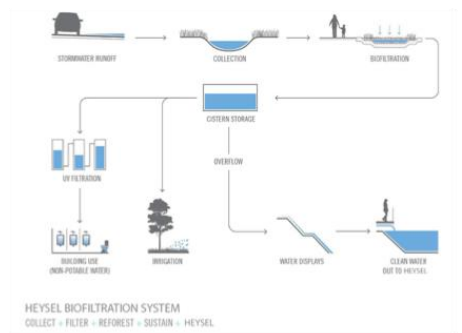 STORMWATER RUNOFF
COLLECTION
BIOFILTRATION
CISTERN STORAGE
OVERFLOW
UV FILTRATION
BUILDING USE
(NON-POTABLE WATER)
IRRIGATION
WATER DISPLAYS
CLEAN WATER
OUT TO HEYSEL
HEYSEL BIOFILTRATION SYSTEM
COLLECT + FILTER + REFOREST + SUSTAIN + HEYSEL